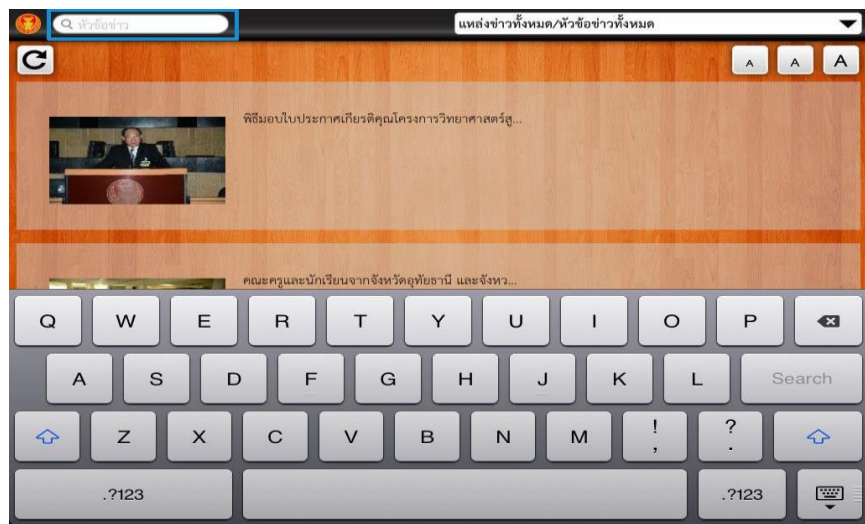 หัวข้อข่าว
แหล่งข่าวทั้งหมด/หัวข้อข่าวทั้งหมด
A A A
พิธีมอบใบประกาศเกียรติคุณโครงการวิทยาศาสตร์สู...
คณะครูและนักเรียนจากจังหวัดอุทัยธานี และจังหว...
Q W E R T Y U I O P
A S D F G H J K L Search
Z X C V B N M ! , ? .
.?123 .?123